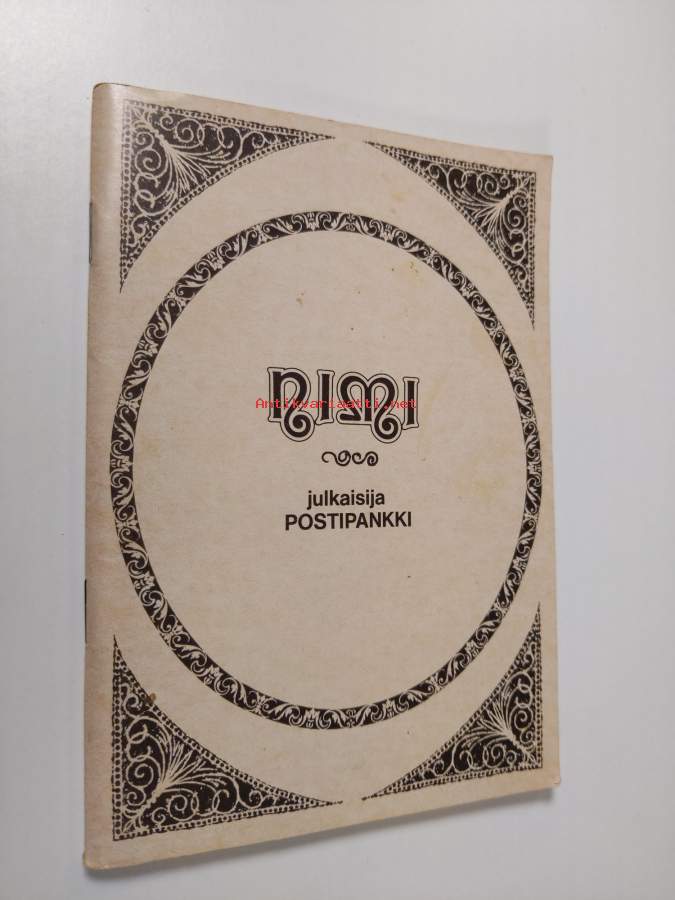 NIMI
Antikvariaatti.net
julkaisija
POSTIPANKKI